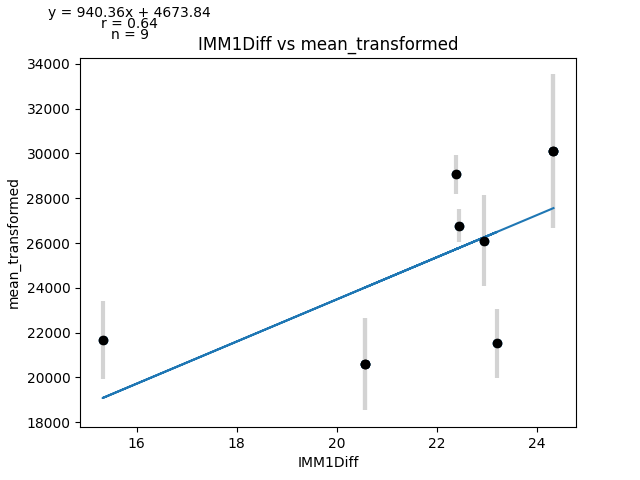 y = 940.36x + 4673.84
r = 0.64
n = 9
IMM1Diff vs mean_transformed
34000
32000
30000
28000
26000
24000
22000
20000
18000
mean_transformed
16
18
20
22
24
IMM1Diff